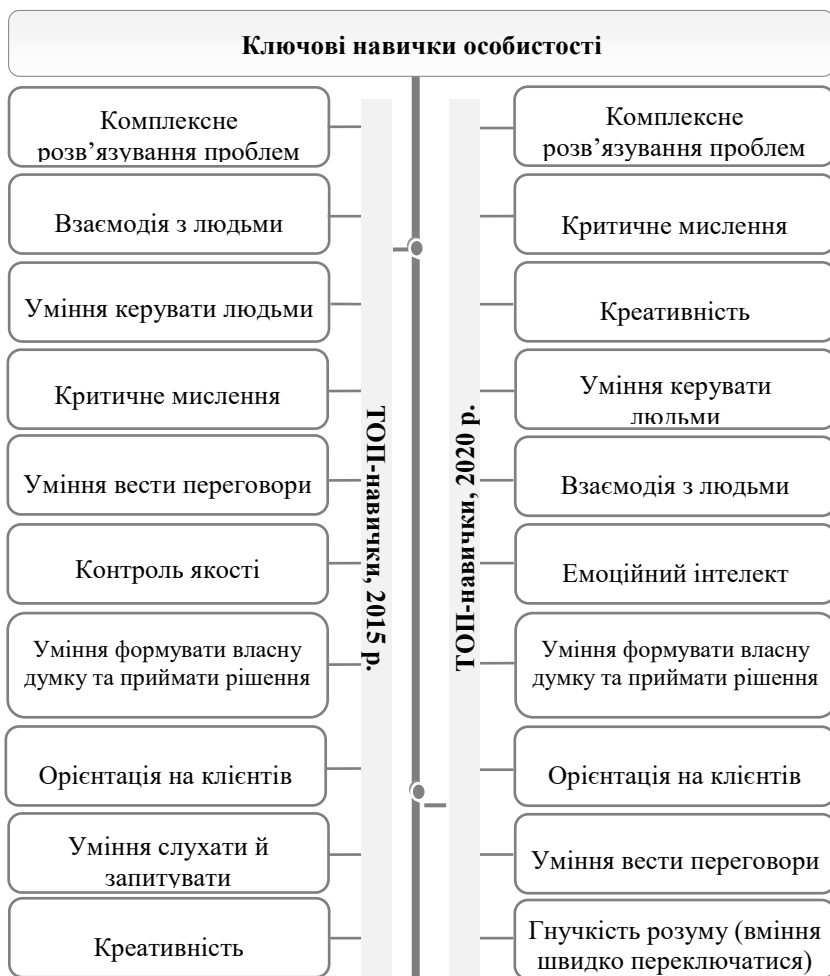 Ключові навички особистості
Комплексне
розв’язування проблем
Взаємодія з людьми
Уміння керувати людьми
Критичне мислення
Уміння вести переговори
Контроль якості
Уміння формувати власну
думку та приймати рішення
Орієнтація на клієнтів
Уміння слухати й
запитувати
Креативність
ТОП-навички, 2015 р.
ТОП-навички, 2020 р.
Комплексне
розв’язування проблем
Критичне мислення
Креативність
Уміння керувати
людьми
Взаємодія з людьми
Емоційний інтелект
Уміння формувати власну
думку та приймати рішення
Орієнтація на клієнтів
Уміння вести переговори
Гнучкість розуму (вміння
швидко переключатися)